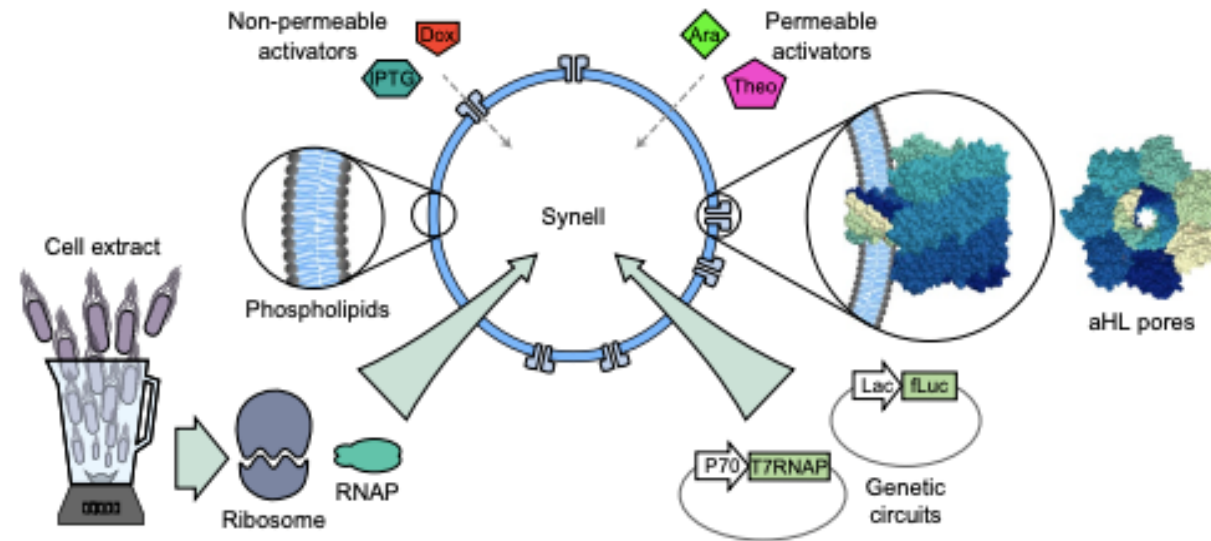 Non-permeable
activators
Dox
IPTG
Ara
Permeable
activators
Theo
Synell
Phospholipids
aHL pores
Cell extract
Ribosome
RNAP
Lac
fLuc
P70
T7RNAP
Genetic
circuits